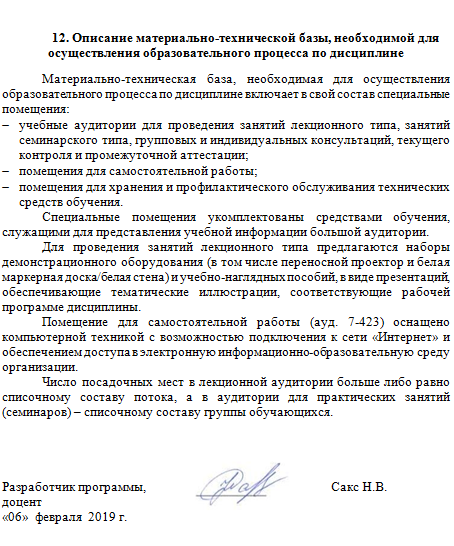 12. Описание материально-технической базы, необходимой для
осуществления образовательного процесса по дисциплине
Материально-техническая база, необходимая для осуществления
образовательного процесса по дисциплине включает в свой состав специальные
помещения:
– учебные аудитории для проведения занятий лекционного типа, занятий
семинарского типа, групповых и индивидуальных консультаций, текущего
контроля и промежуточной аттестации;
– помещения для самостоятельной работы;
– помещения для хранения и профилактического обслуживания технических
средств обучения.
Специальные помещения укомплектованы средствами обучения,
служащими для представления учебной информации большой аудитории.
Для проведения занятий лекционного типа предлагаются наборы
демонстрационного оборудования (в том числе переносной проектор и белая
маркерная доска/белая стена) и учебно-наглядных пособий, в виде презентаций,
обеспечивающие тематические иллюстрации, соответствующие рабочей
программе дисциплины.
Помещение для самостоятельной работы (ауд. 7-423) оснащено
компьютерной техникой с возможностью подключения к сети «Интернет» и
обеспечением доступа в электронную информационно-образовательную среду
организации.
Число посадочных мест в лекционной аудитории больше либо равно
списочному составу потока, а в аудитории для практических занятий
(семинаров) – списочному составу группы обучающихся.
Разработчик программы, Сакс Н.В.
доцент
«06» февраля 2019 г.